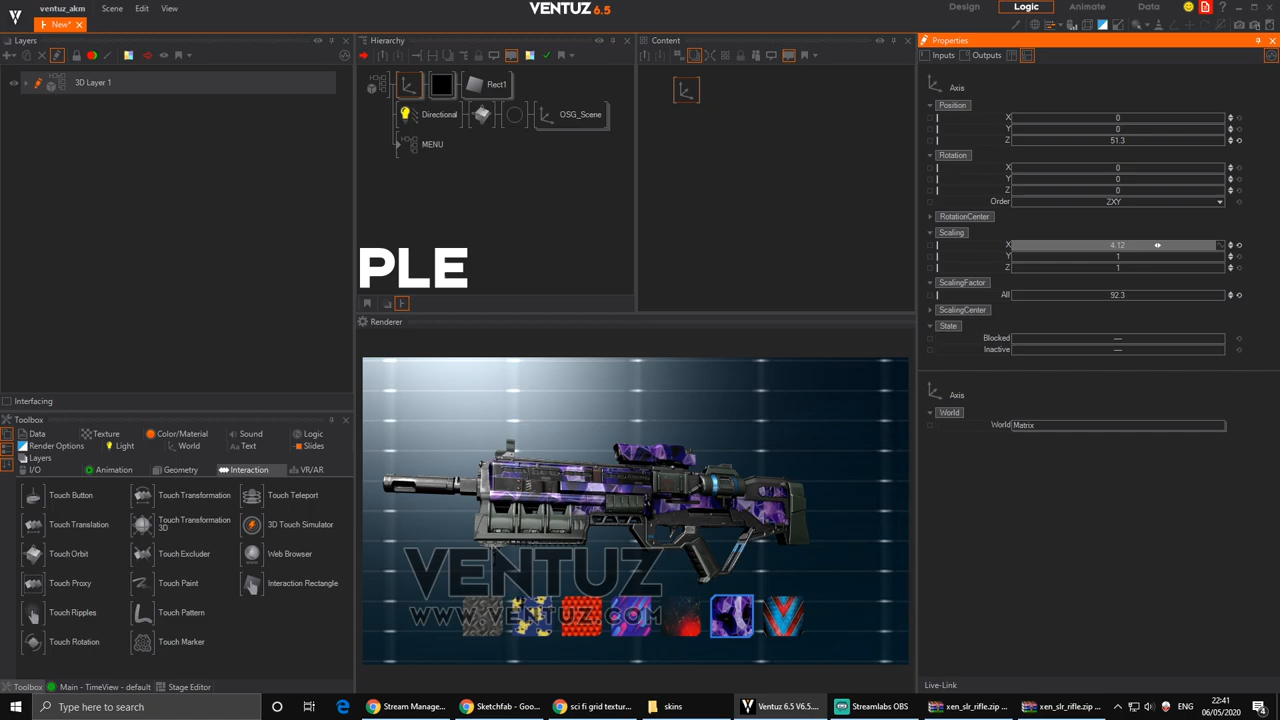 ventuz_akm
Scene
Edit
View
VENTUZ 6.5
Design
Logic
Animate
Data
New*
Layers
3D Layer 1
Interfacing
Hierarchy
Rect1
Directional
OSG_Scene
MENU
PLE
Content
Renderer
VENTUZ
WWW.VENTUZ.COM
Toolbox
Data
Texture
Color/Material
Sound
Logic
Render Options
Light
World
Text
Slides
Layers
I/O
Animation
Geometry
Interaction
VR/AR
Touch Button
Touch Transformation
Touch Teleport
Touch Translation
Touch Transformation 3D
3D Touch Simulator
Touch Orbit
Touch Excluder
Web Browser
Touch Proxy
Touch Paint
Interaction Rectangle
Touch Ripples
Touch Pattern
Touch Rotation
Touch Marker
Toolbox
Main - TimeView - default
Stage Editor
Properties
Inputs
Outputs
Axis
Position
X 0
Y 0
Z 51.3
Rotation
X 0
Y 0
Z 0
Order ZXY
RotationCenter
Scaling
X 4.12
Y 1
Z 1
ScalingFactor
All 92.3
ScalingCenter
State
Blocked —
Inactive —
Axis
World
World Matrix
Live-Link
Type here to search
Stream Manage...
Sketchfab - Goo...
sci fi grid textur...
skins
Ventuz 6.5 V6.5....
Streamlabs OBS
xen_slr_rifle.zip ...
xen_slr_rifle.zip ...
22:41
06/05/2020